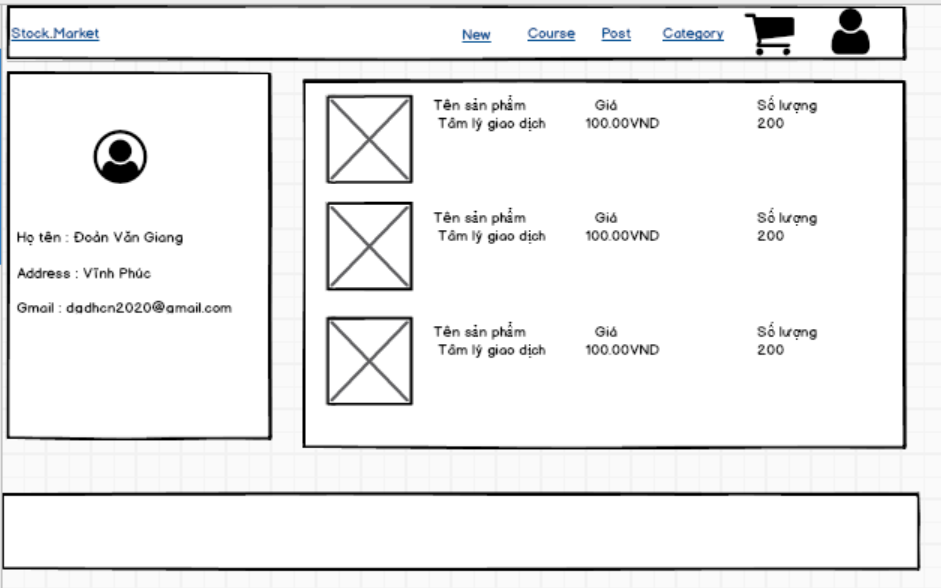 Stock.Market New Course Post Category
Họ tên : Đoàn Văn Giang
Address : Vĩnh Phúc
Gmail : dgdhcn2020@gmail.com
Tên sản phẩm Giá Số lượng
Tâm lý giao dịch 100.00VND 200
Tên sản phẩm Giá Số lượng
Tâm lý giao dịch 100.00VND 200
Tên sản phẩm Giá Số lượng
Tâm lý giao dịch 100.00VND 200